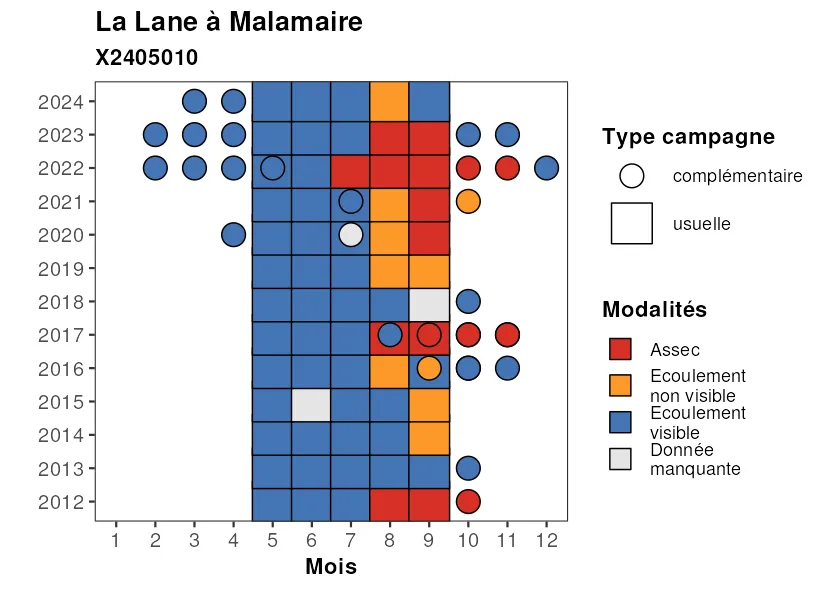 La Lane à Malamaire
X2405010
2024
2023
2022
2021
2020
2019
2018
2017
2016
2015
2014
2013
2012
1 2 3 4 5 6 7 8 9 10 11 12
Mois
Type campagne
complémentaire
usuelle
Modalités
Assec
Ecoulement
non visible
Ecoulement
visible
Donnée
manquante